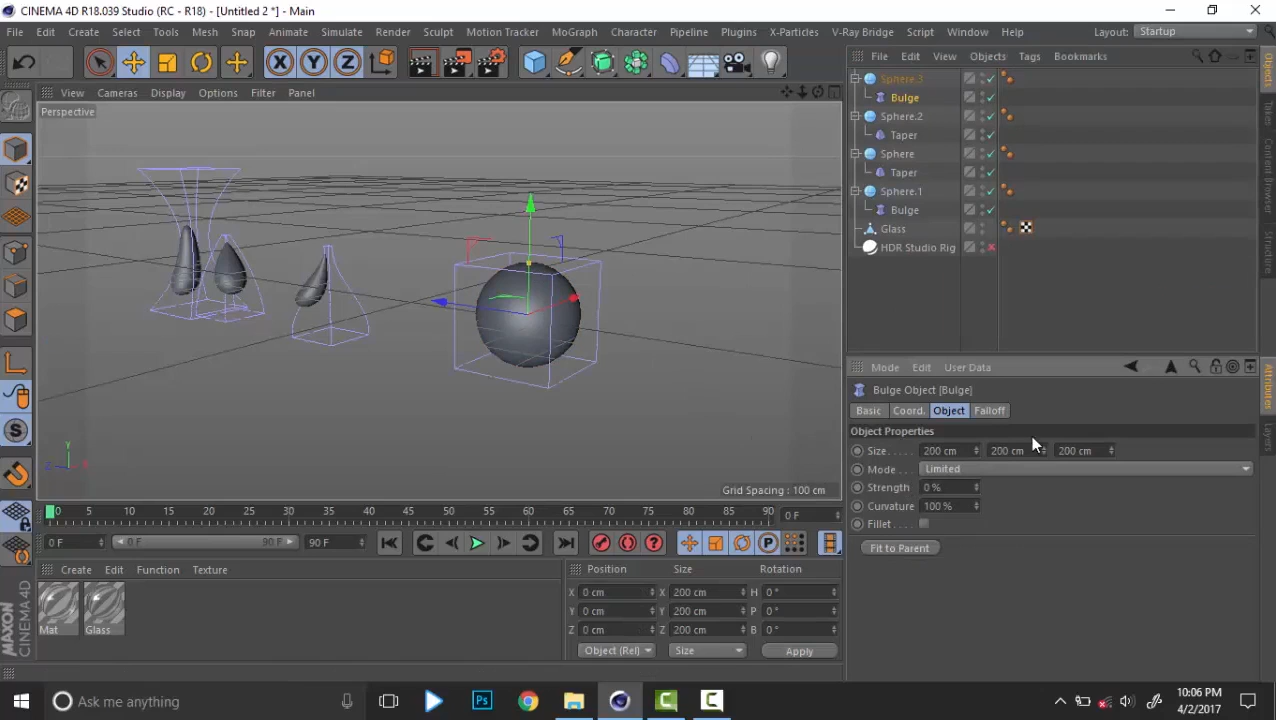 CINEMA 4D R18.039 Studio (RC - R18) - [Untitled 2 *] - Main
File Edit Create Select Tools Mesh Snap Animate Simulate Render Sculpt Motion Tracker MoGraph Character Pipeline Plugins X-Particles V-Ray Bridge Script Window Help Layout: Startup
File Edit View Objects Tags Bookmarks
View Cameras Display Options Filter Panel
Perspective
Sphere.3
Bulge
Sphere.2
Taper
Sphere
Taper
Sphere.1
Bulge
Glass
HDR Studio Rig
Objects
Takes
Content Browser
Structure
Mode Edit User Data
Bulge Object [Bulge]
Basic Coord. Object Falloff
Object Properties
Size . . . . . 200 cm 200 cm 200 cm
Mode . . . . Limited
Strength 0 %
Curvature 100 %
Fillet . . . .
Fit to Parent
Attributes
Layers
Y
Z X
Grid Spacing : 100 cm
0 5 10 15 20 25 30 35 40 45 50 55 60 65 70 75 80 85 90 0 F
0 F 0 F 90 F 90 F
Create Edit Function Texture
Mat Glass
Position Size Rotation
X 0 cm X 200 cm H 0 °
Y 0 cm Y 200 cm P 0 °
Z 0 cm Z 200 cm B 0 °
Object (Rel) Size Apply
MAXON CINEMA 4D
Ask me anything
Ps
10:06 PM
4/2/2017